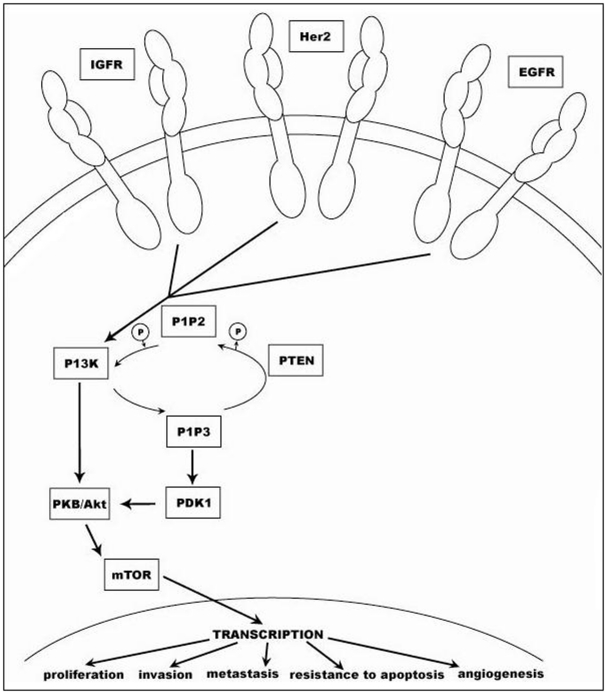 Her2
IGFR
EGFR
P1P2
P
P
P13K
PTEN
P1P3
PKB/Akt
PDK1
mTOR
TRANSCRIPTION
proliferation invasion metastasis resistance to apoptosis angiogenesis